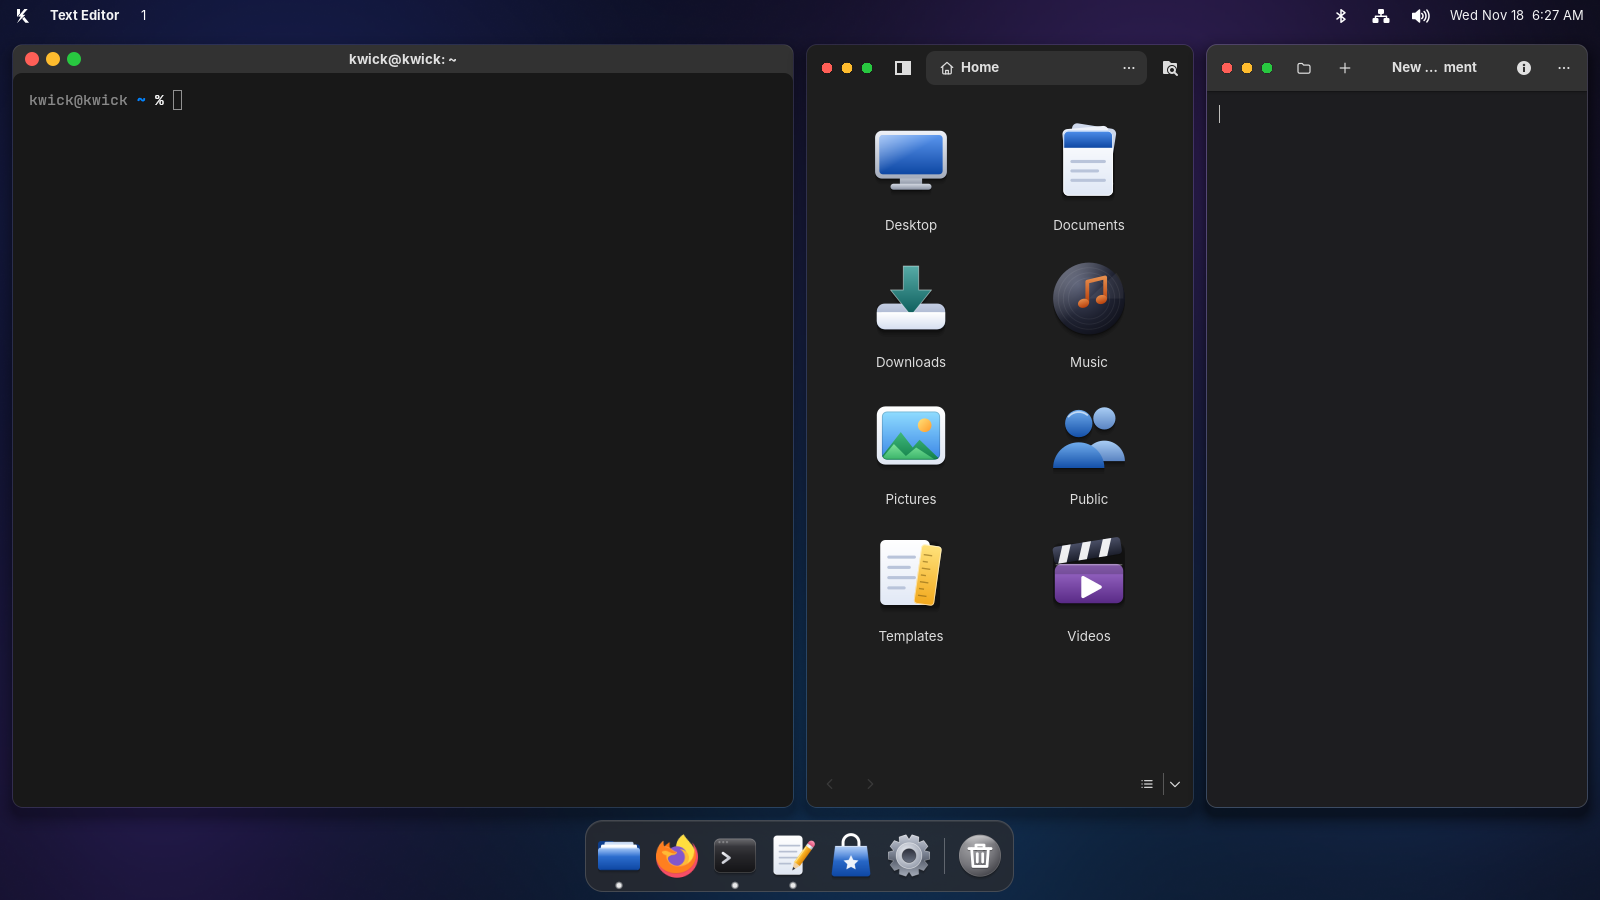 Text Editor 1
Wed Nov 18 6:27 AM
kwick@kwick: ~
kwick@kwick ~ %
Home
Desktop
Documents
Downloads
Music
Pictures
Public
Templates
Videos
New ... ment